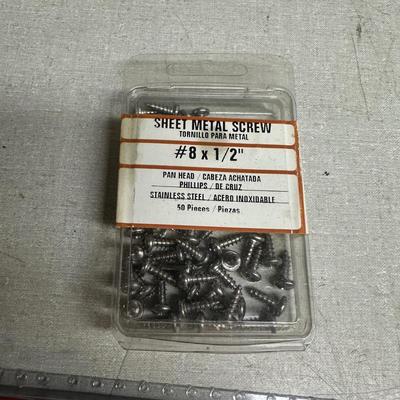 SHEET METAL SCREW
TORNILLO PARA METAL
#8 x 1/2"
PAN HEAD / CABEZA ACHATADA
PHILLIPS / DE CRUZ
STAINLESS STEEL / ACERO INOXIDABLE
50 Pieces / Piezas